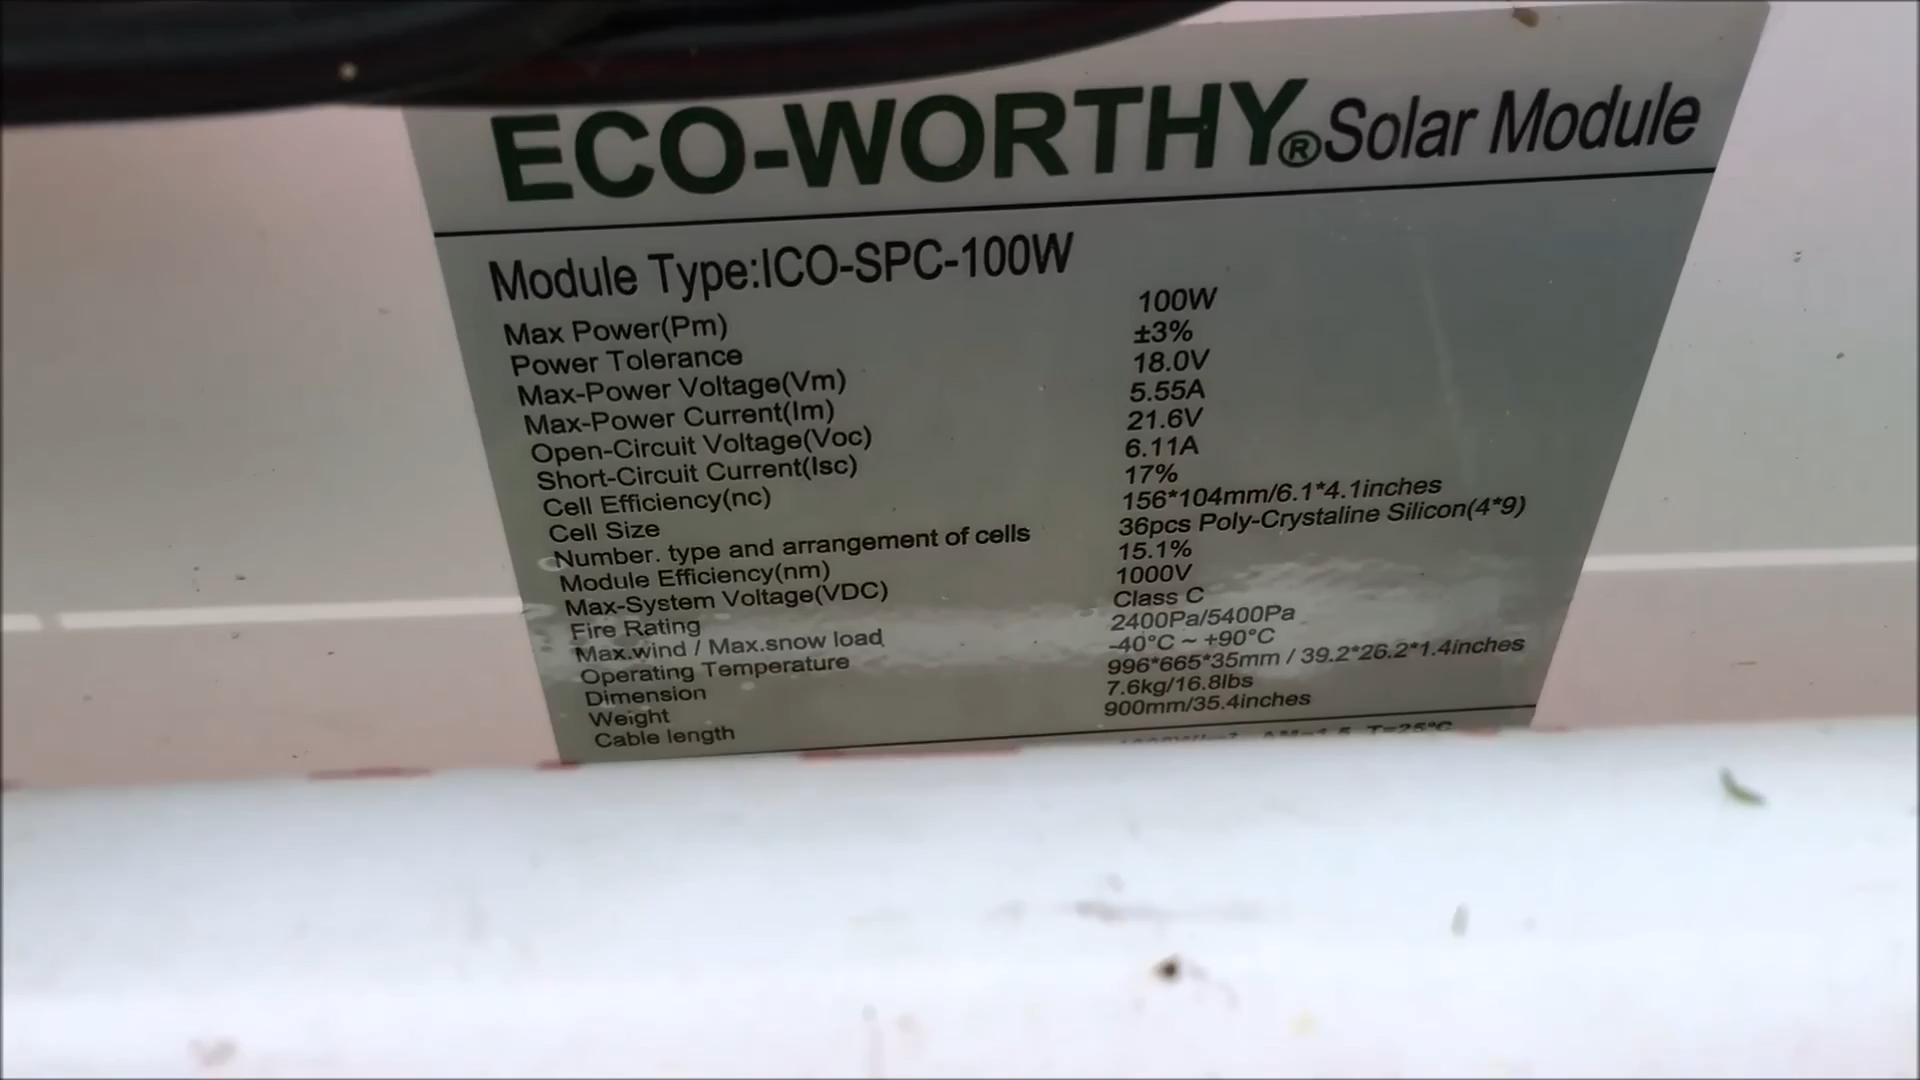 ECO-WORTHY® Solar Module
Module Type:ICO-SPC-100W
Max Power(Pm) 100W
Power Tolerance ±3%
Max-Power Voltage(Vm) 18.0V
Max-Power Current(Im) 5.55A
Open-Circuit Voltage(Voc) 21.6V
Short-Circuit Current(Isc) 6.11A
Cell Efficiency(nc) 17%
Cell Size 156*104mm/6.1*4.1inches
Number. type and arrangement of cells 36pcs Poly-Crystaline Silicon(4*9)
Module Efficiency(nm) 15.1%
Max-System Voltage(VDC) 1000V
Fire Rating Class C
Max.wind / Max.snow load 2400Pa/5400Pa
Operating Temperature -40°C ~ +90°C
Dimension 996*665*35mm / 39.2*26.2*1.4inches
Weight 7.6kg/16.8lbs
Cable length 900mm/35.4inches
T=25°C